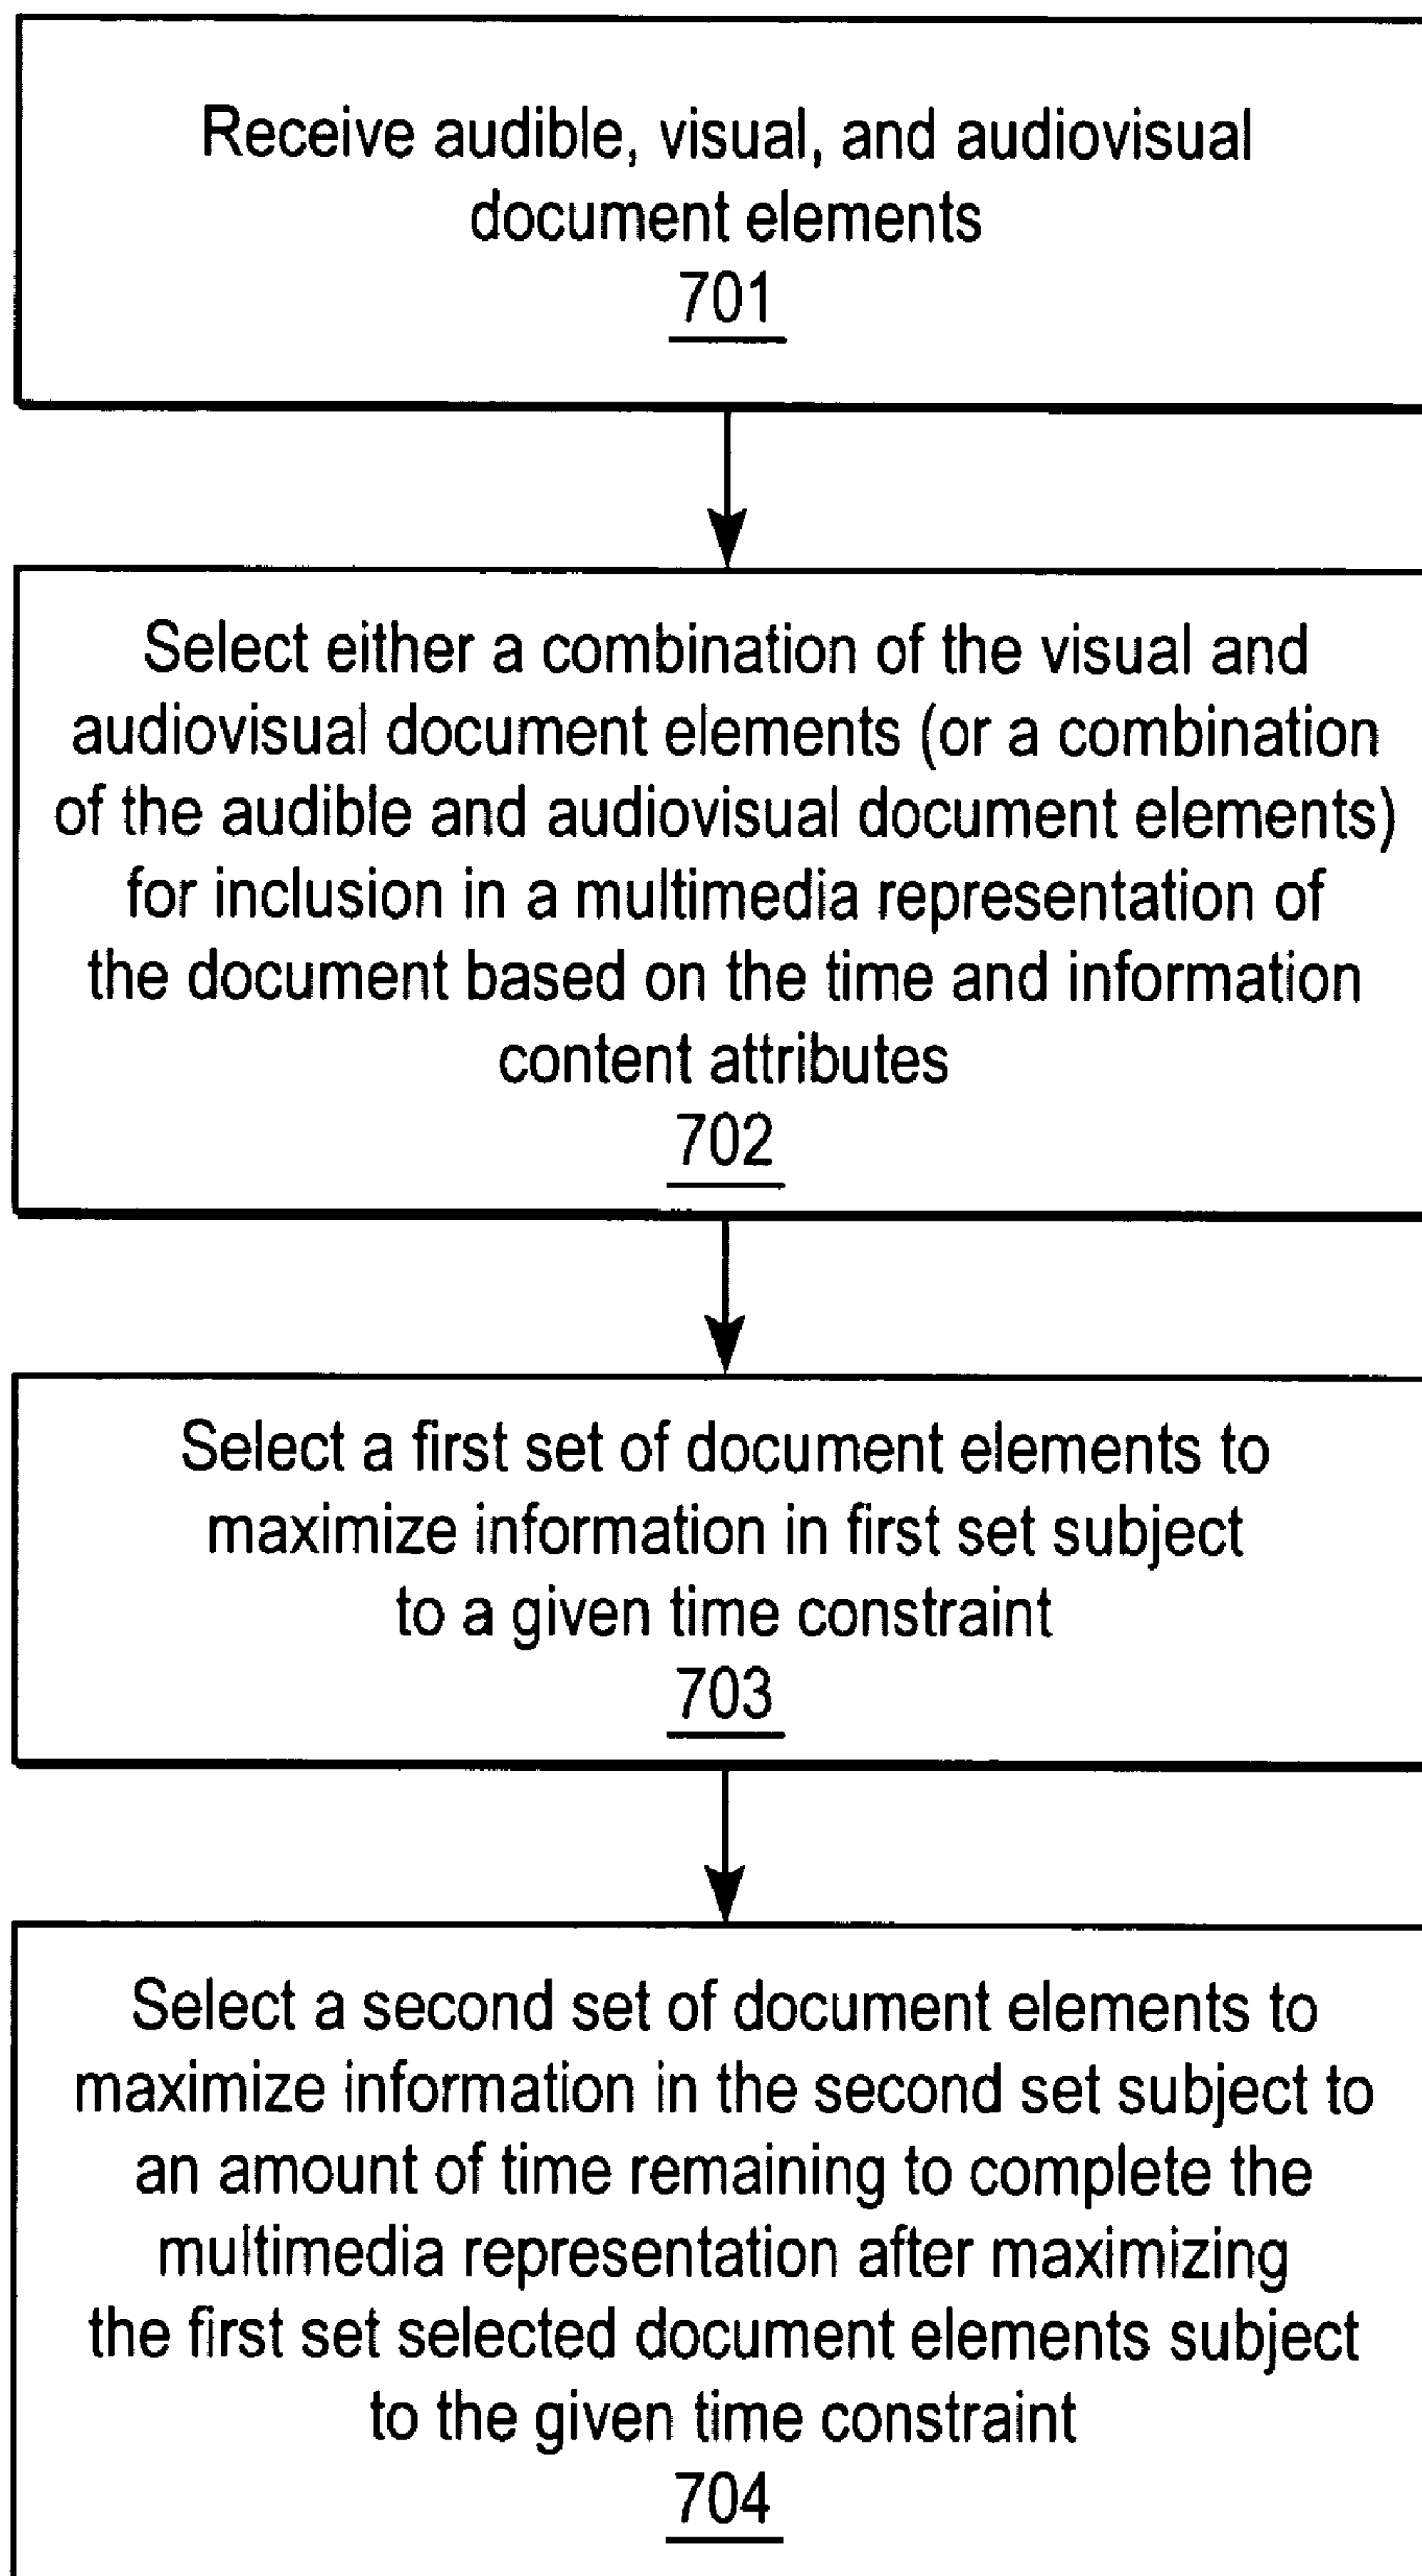 Receive audible, visual, and audiovisual
document elements
701
Select either a combination of the visual and
audiovisual document elements (or a combination
of the audible and audiovisual document elements)
for inclusion in a multimedia representation of
the document based on the time and information
content attributes
702
Select a first set of document elements to
maximize information in first set subject
to a given time constraint
703
Select a second set of document elements to
maximize information in the second set subject to
an amount of time remaining to complete the
multimedia representation after maximizing
the first set selected document elements subject
to the given time constraint
704